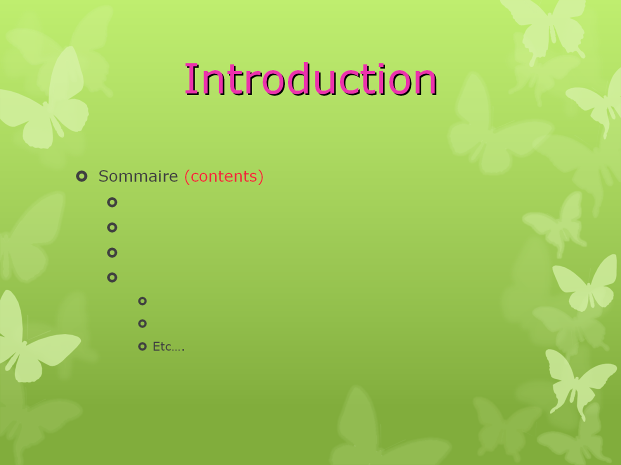 Introduction
Sommaire (contents)
Etc....